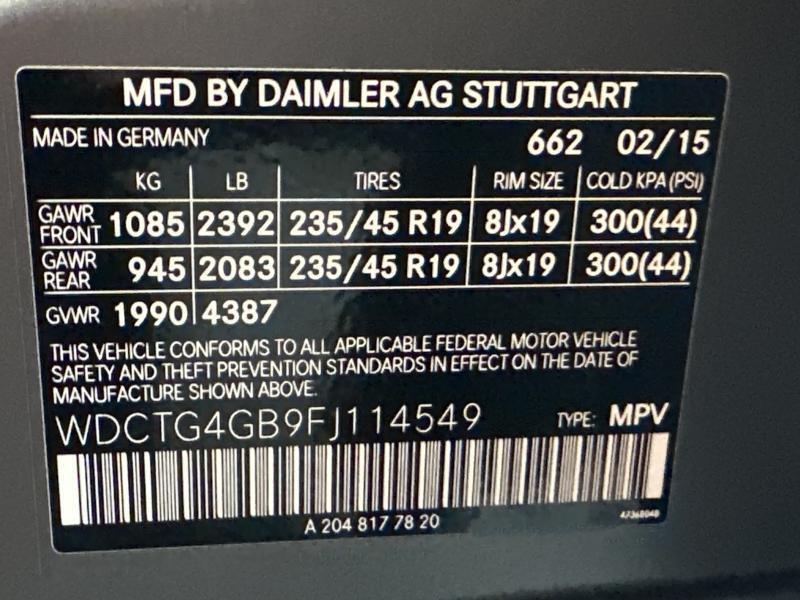 MFD BY DAIMLER AG STUTTGART
MADE IN GERMANY 662 02/15
KG LB TIRES RIM SIZE COLD KPA (PSI)
GAWR FRONT 1085 2392 235/45 R19 8Jx19 300(44)
GAWR REAR 945 2083 235/45 R19 8Jx19 300(44)
GVWR 1990 4387
THIS VEHICLE CONFORMS TO ALL APPLICABLE FEDERAL MOTOR VEHICLE
SAFETY AND THEFT PREVENTION STANDARDS IN EFFECT ON THE DATE OF
MANUFACTURE SHOWN ABOVE.
WDCTG4GB9FJ114549 TYPE: MPV
A 204 817 78 20